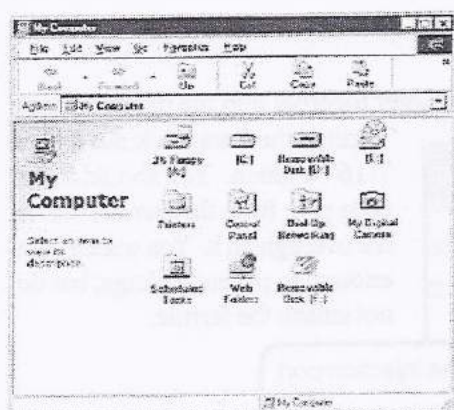 My Computer
File Edit View Go Favorites Help
Back Forward Up Cut Copy Paste
Address My Computer
My
Computer
Select an item to
view its
description.
3½ Floppy
[A:]
[C:]
Removable
Disk [D:]
[E:]
Printers
Control
Panel
Dial-Up
Networking
My Digital
Camera
Scheduled
Tasks
Web
Folders
Removable
Disk [F:]
My Computer